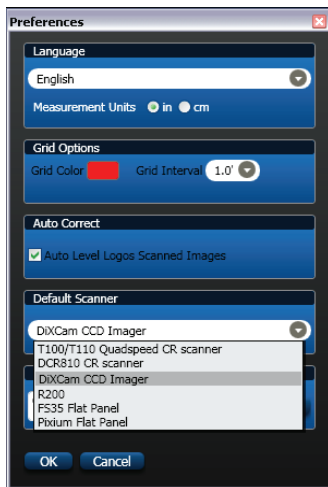 Preferences
Language
English
Measurement Units in cm
Grid Options
Grid Color Grid Interval 1.0'
Auto Correct
Auto Level Logos Scanned Images
Default Scanner
DiXCam CCD Imager
T100/T110 Quadspeed CR scanner
DCR810 CR scanner
DiXCam CCD Imager
R200
FS35 Flat Panel
Pixium Flat Panel
OK Cancel